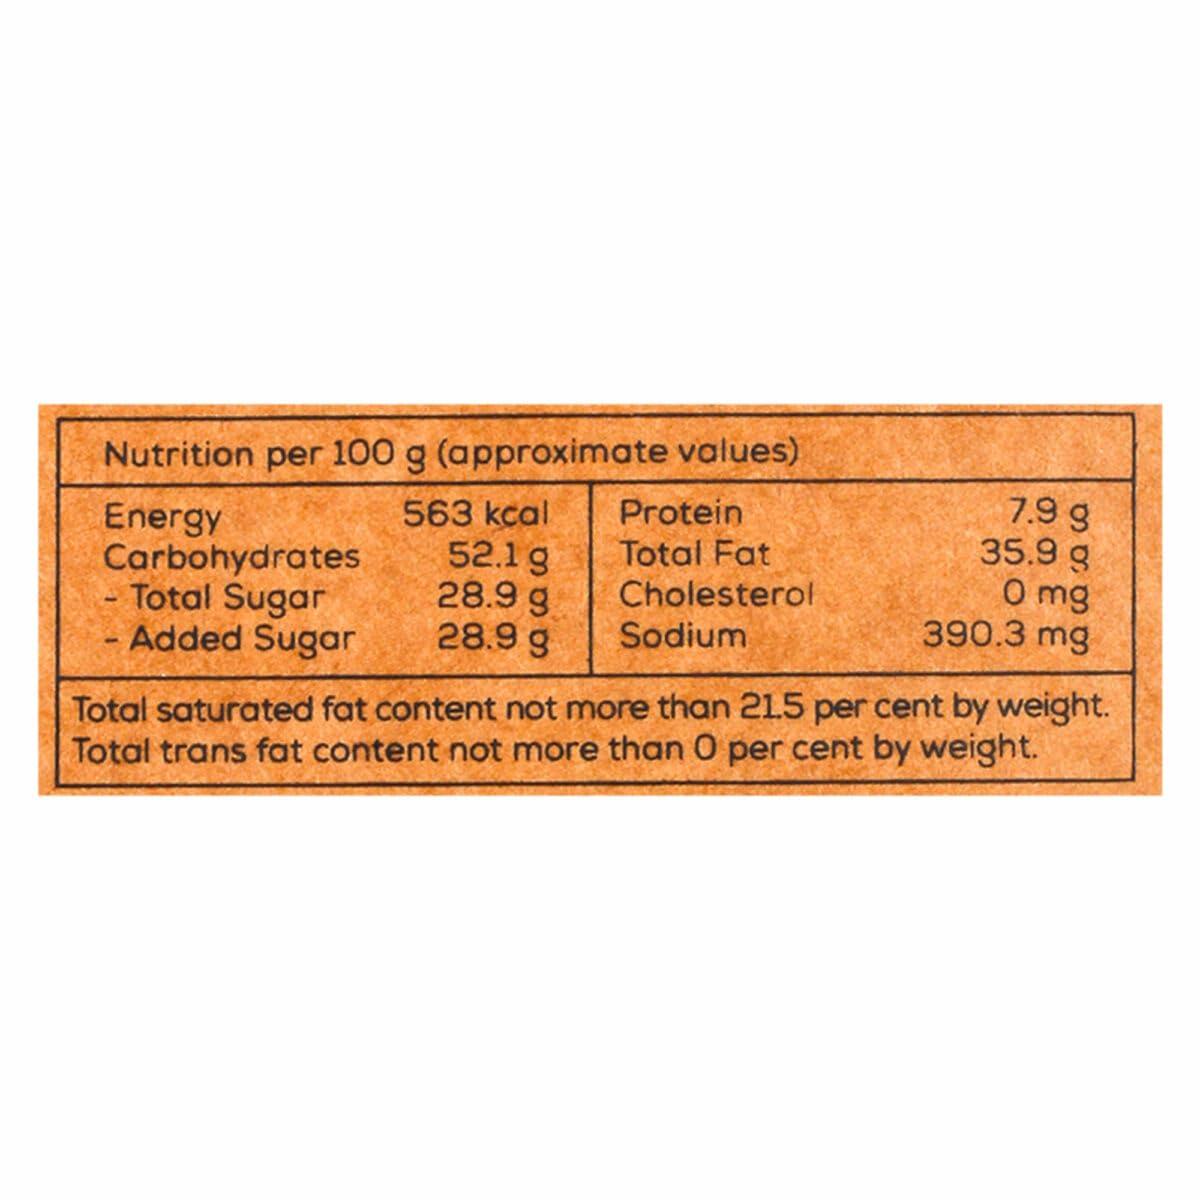 Nutrition per 100 g (approximate values)
Energy 563 kcal
Carbohydrates 52.1 g
- Total Sugar 28.9 g
- Added Sugar 28.9 g
Protein 7.9 g
Total Fat 35.9 g
Cholesterol 0 mg
Sodium 390.3 mg
Total saturated fat content not more than 21.5 per cent by weight.
Total trans fat content not more than 0 per cent by weight.